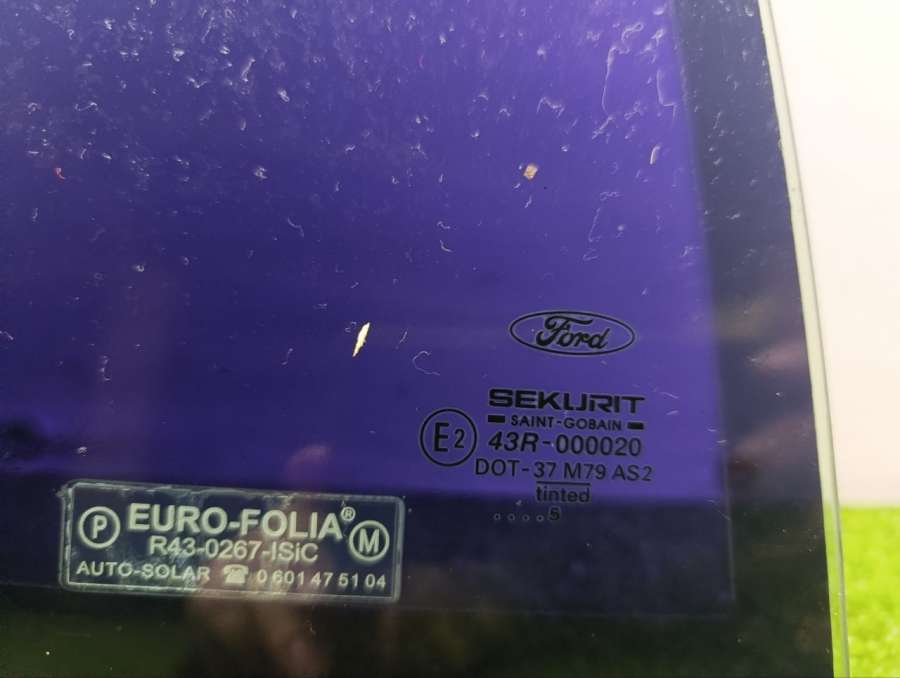 Ford
SEKURIT
SAINT-GOBAIN
E2 43R-000020
DOT-37 M79 AS2
tinted
. . . . 5
P EURO-FOLIA® M
R43-0267-ISiC
AUTO-SOLAR ☎ 0 601 47 51 04